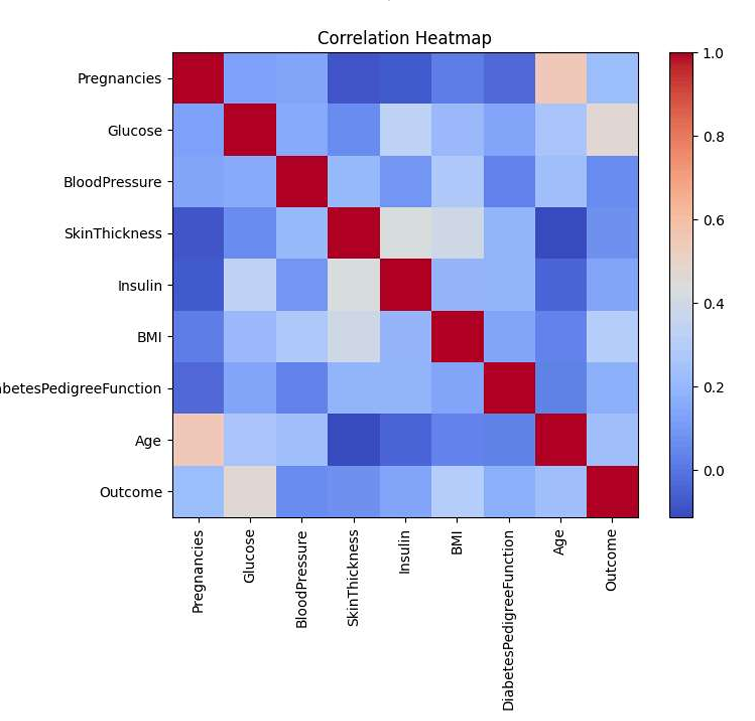 Correlation Heatmap
Pregnancies
Glucose
BloodPressure
SkinThickness
Insulin
BMI
abetesPedigreeFunction
Age
Outcome
Pregnancies
Glucose
BloodPressure
SkinThickness
Insulin
BMI
DiabetesPedigreeFunction
Age
Outcome
1.0
0.8
0.6
0.4
0.2
0.0